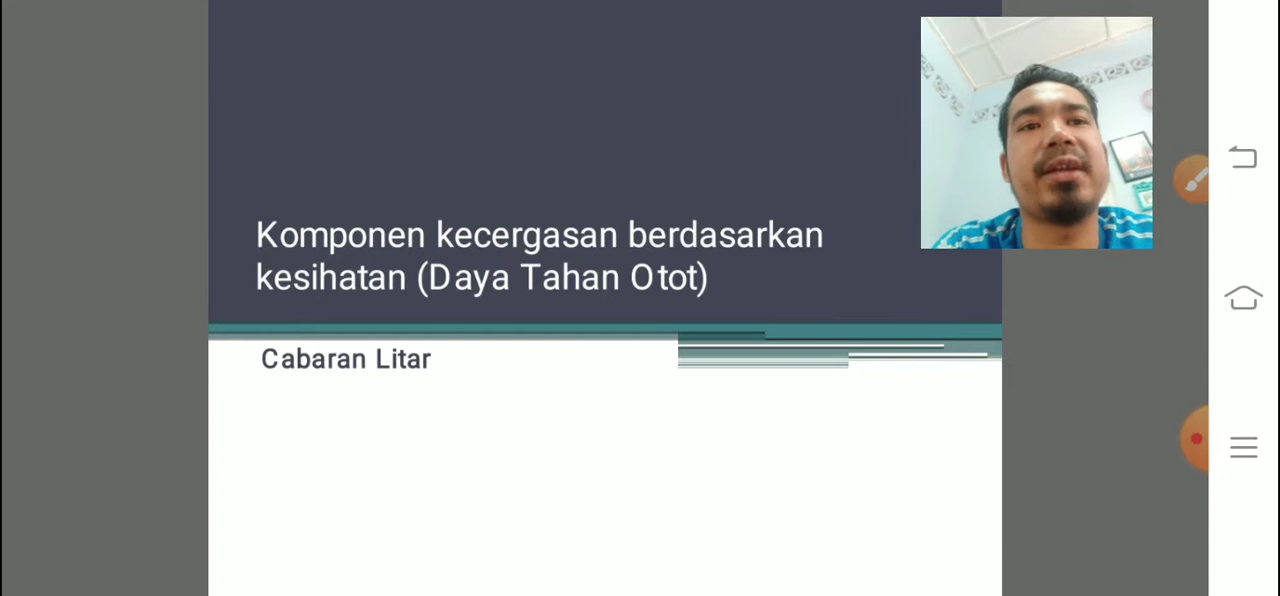 Komponen kecergasan berdasarkan
kesihatan (Daya Tahan Otot)
Cabaran Litar